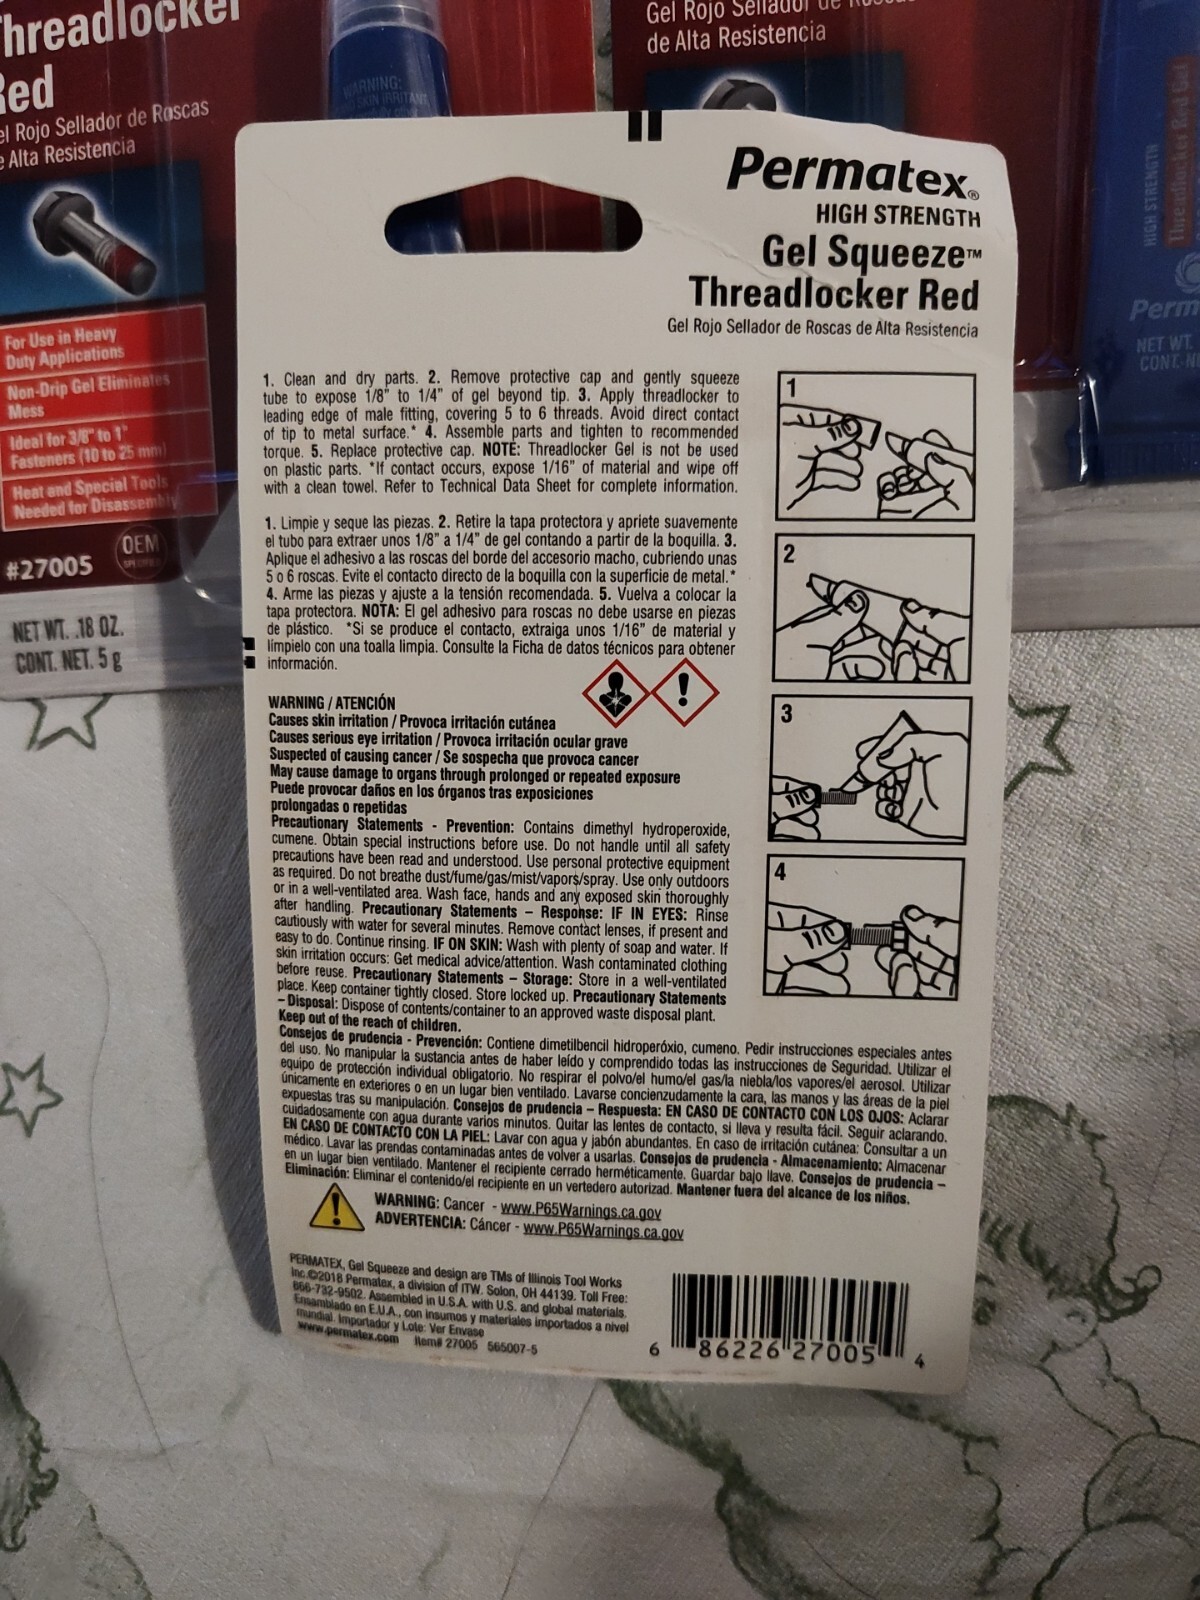 Threadlocker
Red
Gel Rojo Sellador de Roscas
de Alta Resistencia
For Use in Heavy
Duty Applications
Non-Drip Gel Eliminates
Mess
Ideal for 3/8" to 1"
Fasteners (10 to 25 mm)
Heat and Special Tools
Needed for Disassembly
#27005
OEM
SPECIFIED
NET WT. .18 OZ.
CONT. NET. 5 g
WARNING:
SKIN IRRITANT
Gel Rojo Sellador de Roscas
de Alta Resistencia
HIGH STRENGTH
Threadlocker Red Gel
Perm
NET WT.
CONT. N
Permatex®
HIGH STRENGTH
Gel Squeeze™
Threadlocker Red
Gel Rojo Sellador de Roscas de Alta Resistencia
1. Clean and dry parts. 2. Remove protective cap and gently squeeze
tube to expose 1/8" to 1/4" of gel beyond tip. 3. Apply threadlocker to
leading edge of male fitting, covering 5 to 6 threads. Avoid direct contact
of tip to metal surface.* 4. Assemble parts and tighten to recommended
torque. 5. Replace protective cap. NOTE: Threadlocker Gel is not be used
on plastic parts. *If contact occurs, expose 1/16" of material and wipe off
with a clean towel. Refer to Technical Data Sheet for complete information.
1. Limpie y seque las piezas. 2. Retire la tapa protectora y apriete suavemente
el tubo para extraer unos 1/8" a 1/4" de gel contando a partir de la boquilla. 3.
Aplique el adhesivo a las roscas del borde del accesorio macho, cubriendo unas
5 o 6 roscas. Evite el contacto directo de la boquilla con la superficie de metal.*
4. Arme las piezas y ajuste a la tensión recomendada. 5. Vuelva a colocar la
tapa protectora. NOTA: El gel adhesivo para roscas no debe usarse en piezas
de plástico. *Si se produce el contacto, extraiga unos 1/16" de material y
límpielo con una toalla limpia. Consulte la Ficha de datos técnicos para obtener
información.
1
2
3
4
WARNING / ATENCIÓN
Causes skin irritation / Provoca irritación cutánea
Causes serious eye irritation / Provoca irritación ocular grave
Suspected of causing cancer / Se sospecha que provoca cancer
May cause damage to organs through prolonged or repeated exposure
Puede provocar daños en los órganos tras exposiciones
prolongadas o repetidas
Precautionary Statements - Prevention: Contains dimethyl hydroperoxide,
cumene. Obtain special instructions before use. Do not handle until all safety
precautions have been read and understood. Use personal protective equipment
as required. Do not breathe dust/fume/gas/mist/vapors/spray. Use only outdoors
or in a well-ventilated area. Wash face, hands and any exposed skin thoroughly
after handling. Precautionary Statements – Response: IF IN EYES: Rinse
cautiously with water for several minutes. Remove contact lenses, if present and
easy to do. Continue rinsing. IF ON SKIN: Wash with plenty of soap and water. If
skin irritation occurs: Get medical advice/attention. Wash contaminated clothing
before reuse. Precautionary Statements – Storage: Store in a well-ventilated
place. Keep container tightly closed. Store locked up. Precautionary Statements
– Disposal: Dispose of contents/container to an approved waste disposal plant.
Keep out of the reach of children.
Consejos de prudencia - Prevención: Contiene dimetilbencil hidroperóxio, cumeno. Pedir instrucciones especiales antes
del uso. No manipular la sustancia antes de haber leído y comprendido todas las instrucciones de Seguridad. Utilizar el
equipo de protección individual obligatorio. No respirar el polvo/el humo/el gas/la niebla/los vapores/el aerosol. Utilizar
únicamente en exteriores o en un lugar bien ventilado. Lavarse concienzudamente la cara, las manos y las áreas de la piel
expuestas tras su manipulación. Consejos de prudencia – Respuesta: EN CASO DE CONTACTO CON LOS OJOS: Aclarar
cuidadosamente con agua durante varios minutos. Quitar las lentes de contacto, si lleva y resulta fácil. Seguir aclarando.
EN CASO DE CONTACTO CON LA PIEL: Lavar con agua y jabón abundantes. En caso de irritación cutánea: Consultar a un
médico. Lavar las prendas contaminadas antes de volver a usarlas. Consejos de prudencia - Almacenamiento: Almacenar
en un lugar bien ventilado. Mantener el recipiente cerrado herméticamente. Guardar bajo llave. Consejos de prudencia –
Eliminación: Eliminar el contenido/el recipiente en un vertedero autorizad. Mantener fuera del alcance de los niños.
WARNING: Cancer - www.P65Warnings.ca.gov
ADVERTENCIA: Cáncer - www.P65Warnings.ca.gov
PERMATEX, Gel Squeeze and design are TMs of Illinois Tool Works
Inc.©2018 Permatex, a division of ITW. Solon, OH 44139. Toll Free:
866-732-9502. Assembled in U.S.A. with U.S. and global materials.
Ensamblado en E.U.A., con insumos y materiales importados a nivel
mundial. Importador y Lote: Ver Envase
www.permatex.com Item# 27005 565007-5
6 86226 27005 4